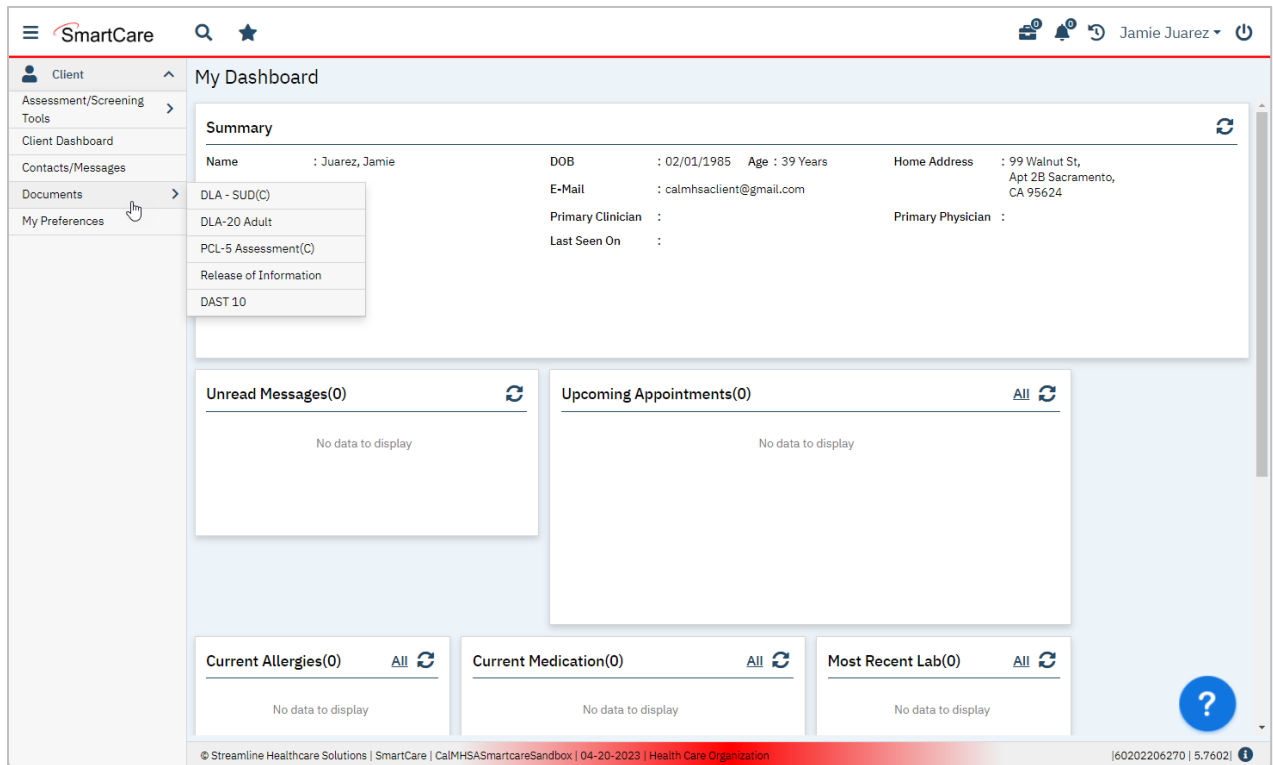 SmartCare
0
0
Jamie Juarez
Client
Assessment/Screening
Tools
Client Dashboard
Contacts/Messages
Documents
My Preferences
DLA - SUD(C)
DLA-20 Adult
PCL-5 Assessment(C)
Release of Information
DAST 10
My Dashboard
Summary
Name : Juarez, Jamie
DOB : 02/01/1985 Age : 39 Years
E-Mail : calmhsaclient@gmail.com
Primary Clinician :
Last Seen On :
Home Address : 99 Walnut St,
Apt 2B Sacramento,
CA 95624
Primary Physician :
Unread Messages(0)
No data to display
Upcoming Appointments(0) All
No data to display
Current Allergies(0) All
No data to display
Current Medication(0) All
No data to display
Most Recent Lab(0) All
No data to display
?
© Streamline Healthcare Solutions | SmartCare | CalMHSASmartcareSandbox | 04-20-2023 | Health Care Organization
|60202206270 | 5.7602|